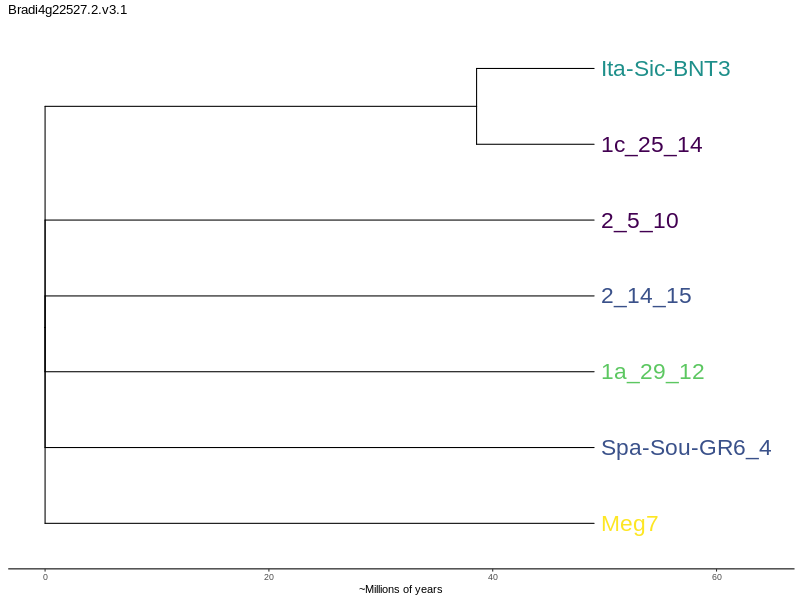 Bradi4g22527.2.v3.1
Ita-Sic-BNT3
1c_25_14
2_5_10
2_14_15
1a_29_12
Spa-Sou-GR6_4
Meg7
0 20 40 60
~Millions of years